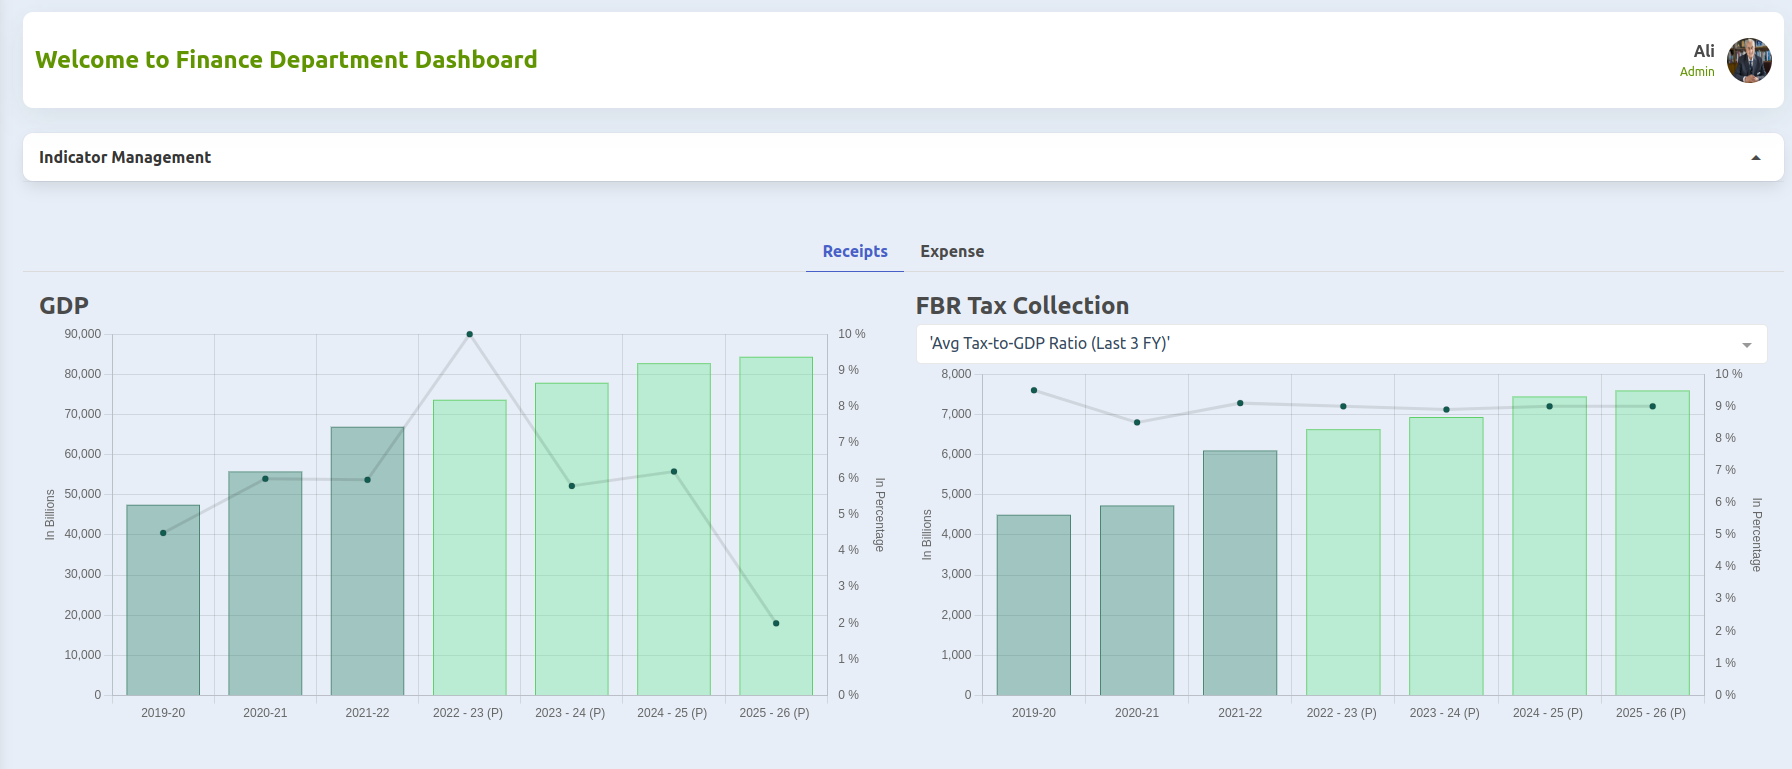 Welcome to Finance Department Dashboard
Ali
Admin
Indicator Management
Receipts
Expense
GDP
90,000
80,000
70,000
60,000
50,000
40,000
30,000
20,000
10,000
0
In Billions
10 %
9 %
8 %
7 %
6 %
5 %
4 %
3 %
2 %
1 %
0 %
In Percentage
2019-20
2020-21
2021-22
2022 - 23 (P)
2023 - 24 (P)
2024 - 25 (P)
2025 - 26 (P)
FBR Tax Collection
'Avg Tax-to-GDP Ratio (Last 3 FY)'
8,000
7,000
6,000
5,000
4,000
3,000
2,000
1,000
0
In Billions
10 %
9 %
8 %
7 %
6 %
5 %
4 %
3 %
2 %
1 %
0 %
In Percentage
2019-20
2020-21
2021-22
2022 - 23 (P)
2023 - 24 (P)
2024 - 25 (P)
2025 - 26 (P)